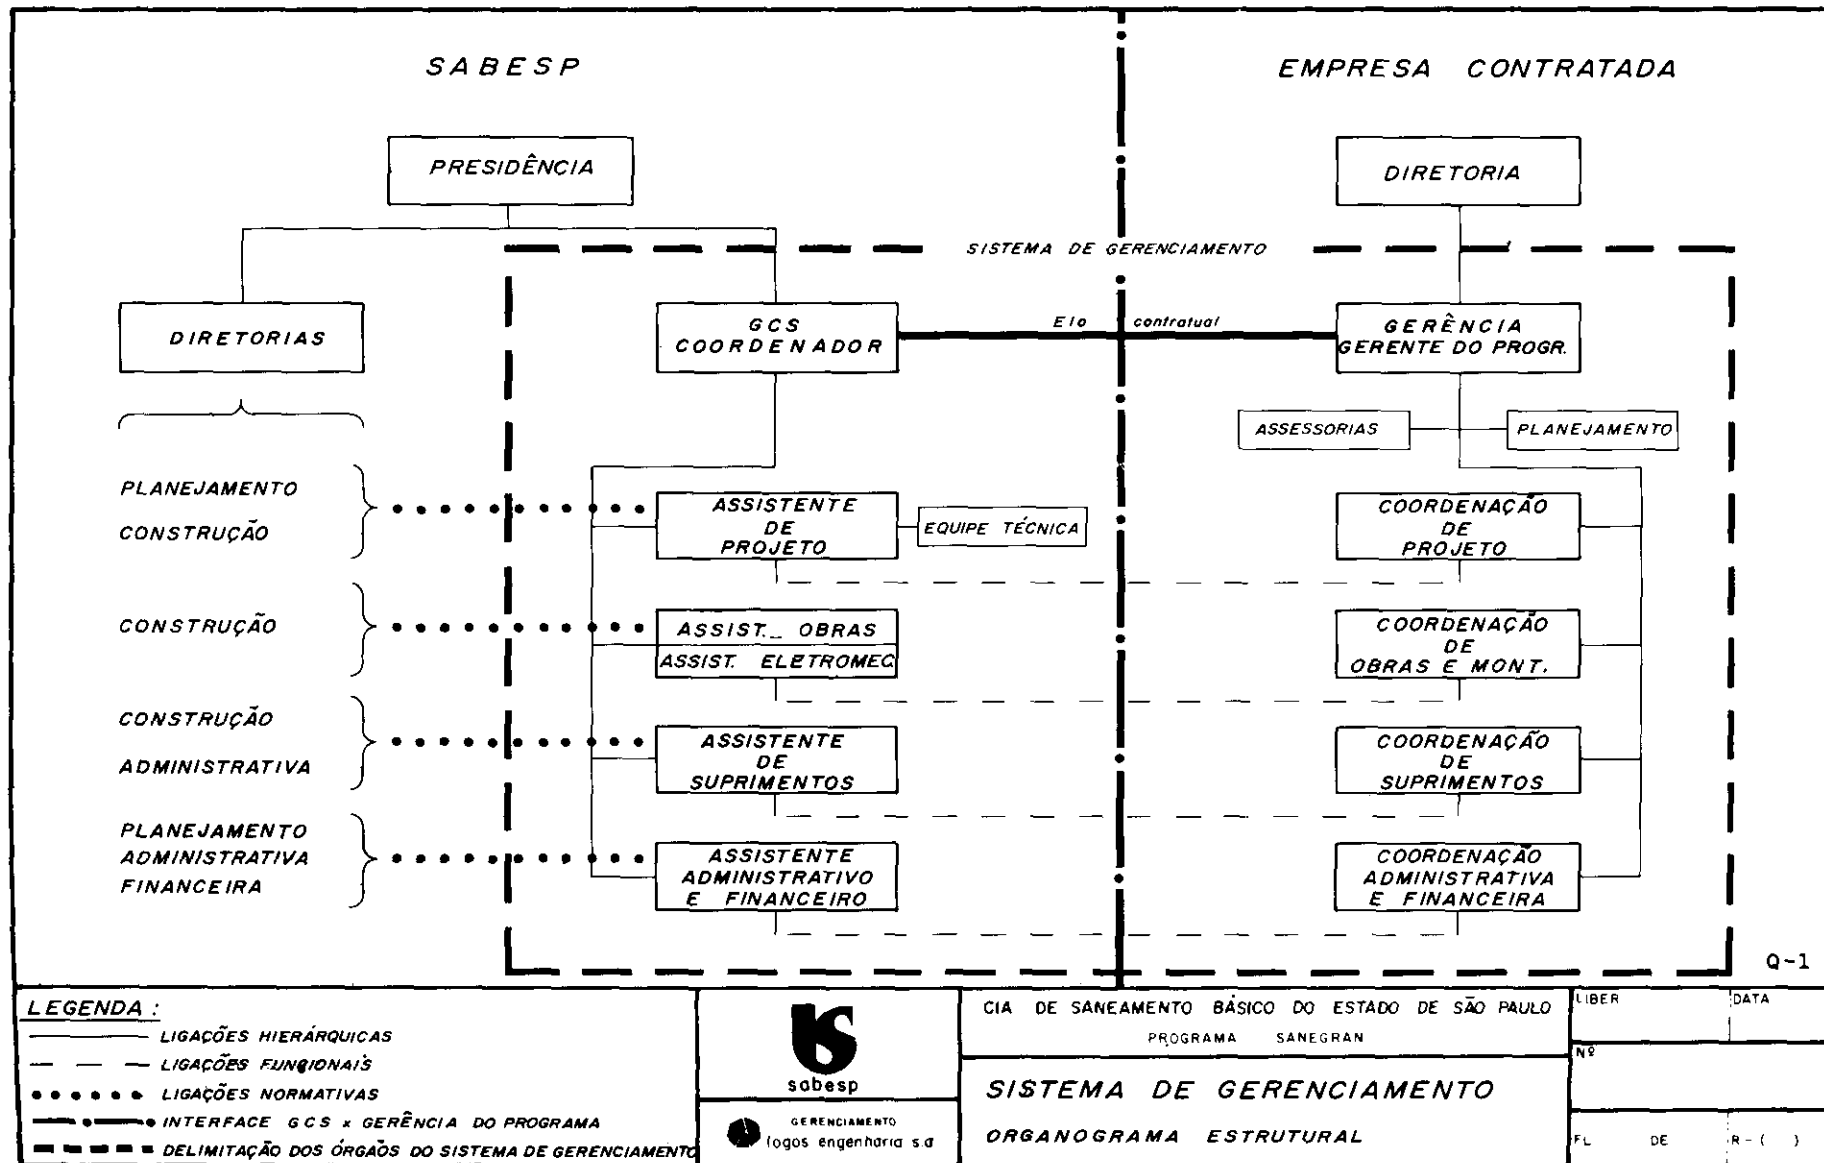 SABESP
EMPRESA CONTRATADA
PRESIDÊNCIA
DIRETORIA
SISTEMA DE GERENCIAMENTO
DIRETORIAS
GCS
COORDENADOR
Elo contratual
GERÊNCIA
GERENTE DO PROGR.
ASSESSORIAS
PLANEJAMENTO
PLANEJAMENTO
CONSTRUÇÃO
ASSISTENTE
DE
PROJETO
EQUIPE TÉCNICA
COORDENAÇÃO
DE
PROJETO
CONSTRUÇÃO
ASSIST._ OBRAS
ASSIST. ELETROMEC
COORDENAÇÃO
DE
OBRAS E MONT.
CONSTRUÇÃO
ADMINISTRATIVA
ASSISTENTE
DE
SUPRIMENTOS
COORDENAÇÃO
DE
SUPRIMENTOS
PLANEJAMENTO
ADMINISTRATIVA
FINANCEIRA
ASSISTENTE
ADMINISTRATIVO
E FINANCEIRO
COORDENAÇÃO
ADMINISTRATIVA
E FINANCEIRA
Q-1
LEGENDA :
LIGAÇÕES HIERÁRQUICAS
LIGAÇÕES FUNCIONAIS
LIGAÇÕES NORMATIVAS
INTERFACE GCS x GERÊNCIA DO PROGRAMA
DELIMITAÇÃO DOS ÓRGAÕS DO SISTEMA DE GERENCIAMENTO
sabesp
GERENCIAMENTO
logos engenharia s.a
CIA DE SANEAMENTO BÁSICO DO ESTADO DE SÃO PAULO
PROGRAMA SANEGRAN
SISTEMA DE GERENCIAMENTO
ORGANOGRAMA ESTRUTURAL
LIBER
DATA
Nº
FL DE
R - ( )